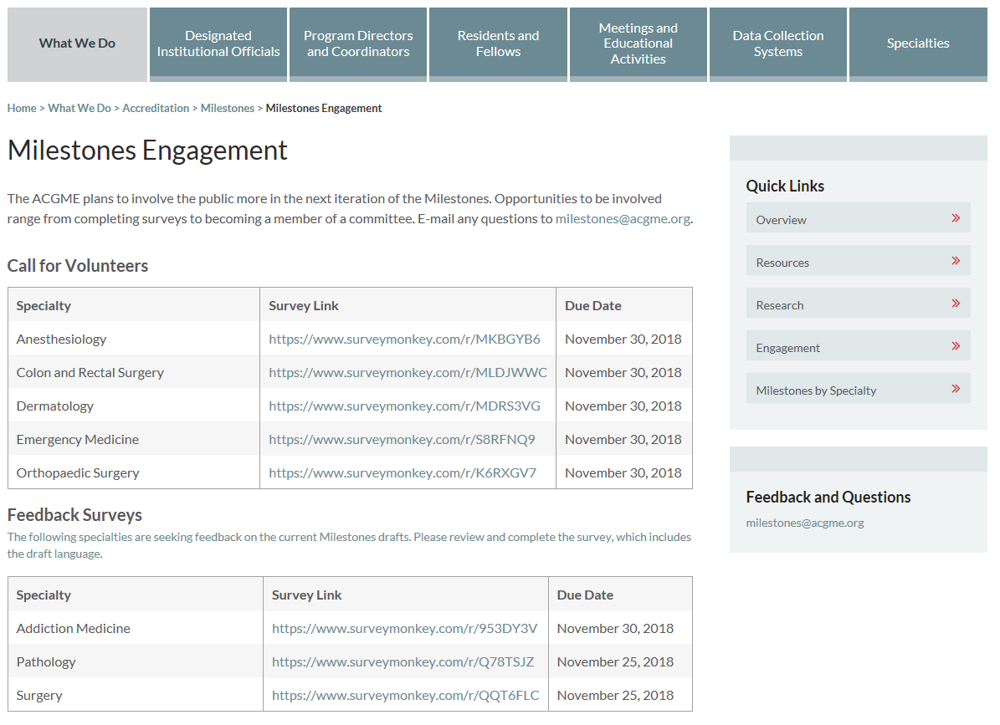 What We Do
Designated
Institutional Officials
Program Directors
and Coordinators
Residents and
Fellows
Meetings and
Educational
Activities
Data Collection
Systems
Specialties
Home > What We Do > Accreditation > Milestones > Milestones Engagement
Milestones Engagement
The ACGME plans to involve the public more in the next iteration of the Milestones. Opportunities to be involved
range from completing surveys to becoming a member of a committee. E-mail any questions to milestones@acgme.org.
Call for Volunteers
Specialty Survey Link Due Date
Anesthesiology https://www.surveymonkey.com/r/MKBGYB6 November 30, 2018
Colon and Rectal Surgery https://www.surveymonkey.com/r/MLDJWWC November 30, 2018
Dermatology https://www.surveymonkey.com/r/MDRS3VG November 30, 2018
Emergency Medicine https://www.surveymonkey.com/r/S8RFNQ9 November 30, 2018
Orthopaedic Surgery https://www.surveymonkey.com/r/K6RXGV7 November 30, 2018
Feedback Surveys
The following specialties are seeking feedback on the current Milestones drafts. Please review and complete the survey, which includes
the draft language.
Specialty Survey Link Due Date
Addiction Medicine https://www.surveymonkey.com/r/953DY3V November 30, 2018
Pathology https://www.surveymonkey.com/r/Q78TSJZ November 25, 2018
Surgery https://www.surveymonkey.com/r/QQT6FLC November 25, 2018
Quick Links
Overview »
Resources »
Research »
Engagement »
Milestones by Specialty »
Feedback and Questions
milestones@acgme.org